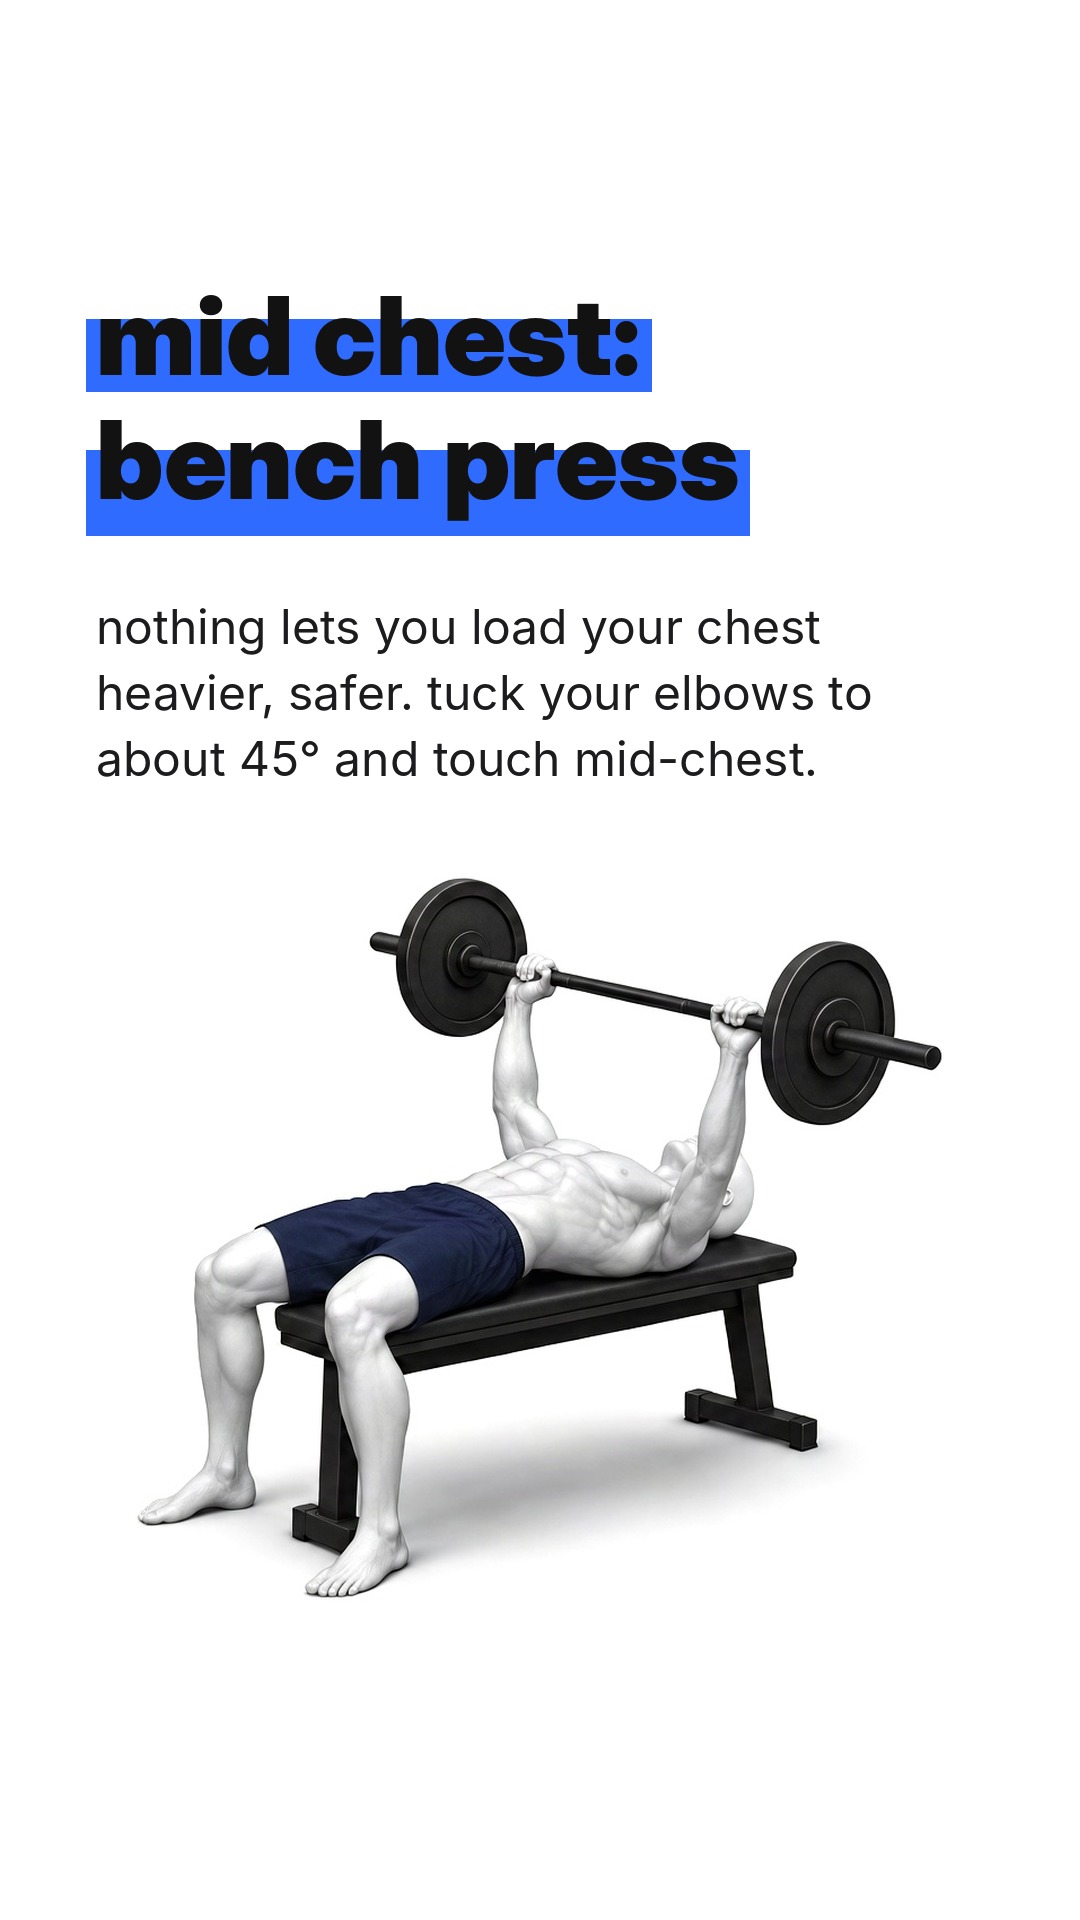 mid chest:
bench press
nothing lets you load your chest
heavier, safer. tuck your elbows to
about 45° and touch mid-chest.